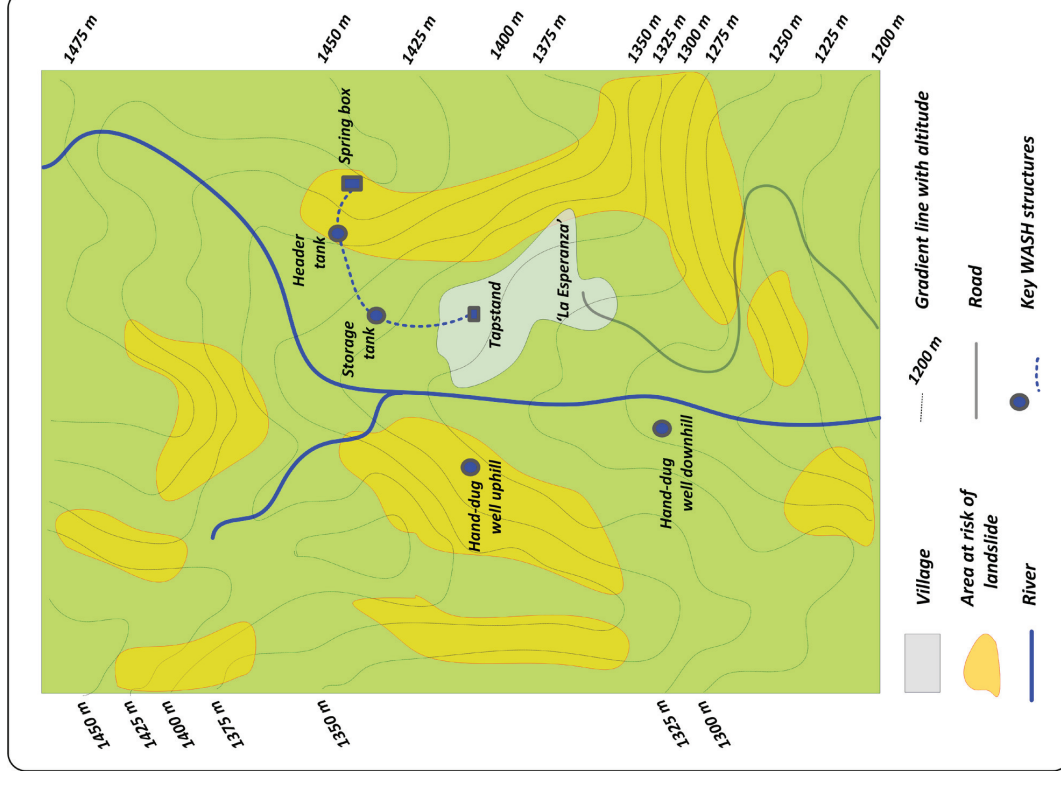 1475 m
1450 m
1425 m
1400 m
1375 m
1350 m
1325 m
1300 m
1275 m
1250 m
1225 m
1200 m
Spring box
Header
tank
Storage
tank
Tapstand
‘La Esperanza’
Hand-dug
well uphill
Hand-dug
well downhill
1450 m
1425 m
1400 m
1375 m
1350 m
1325 m
1300 m
Village
Area at risk of
landslide
River
1200 m
Gradient line with altitude
Road
Key WASH structures